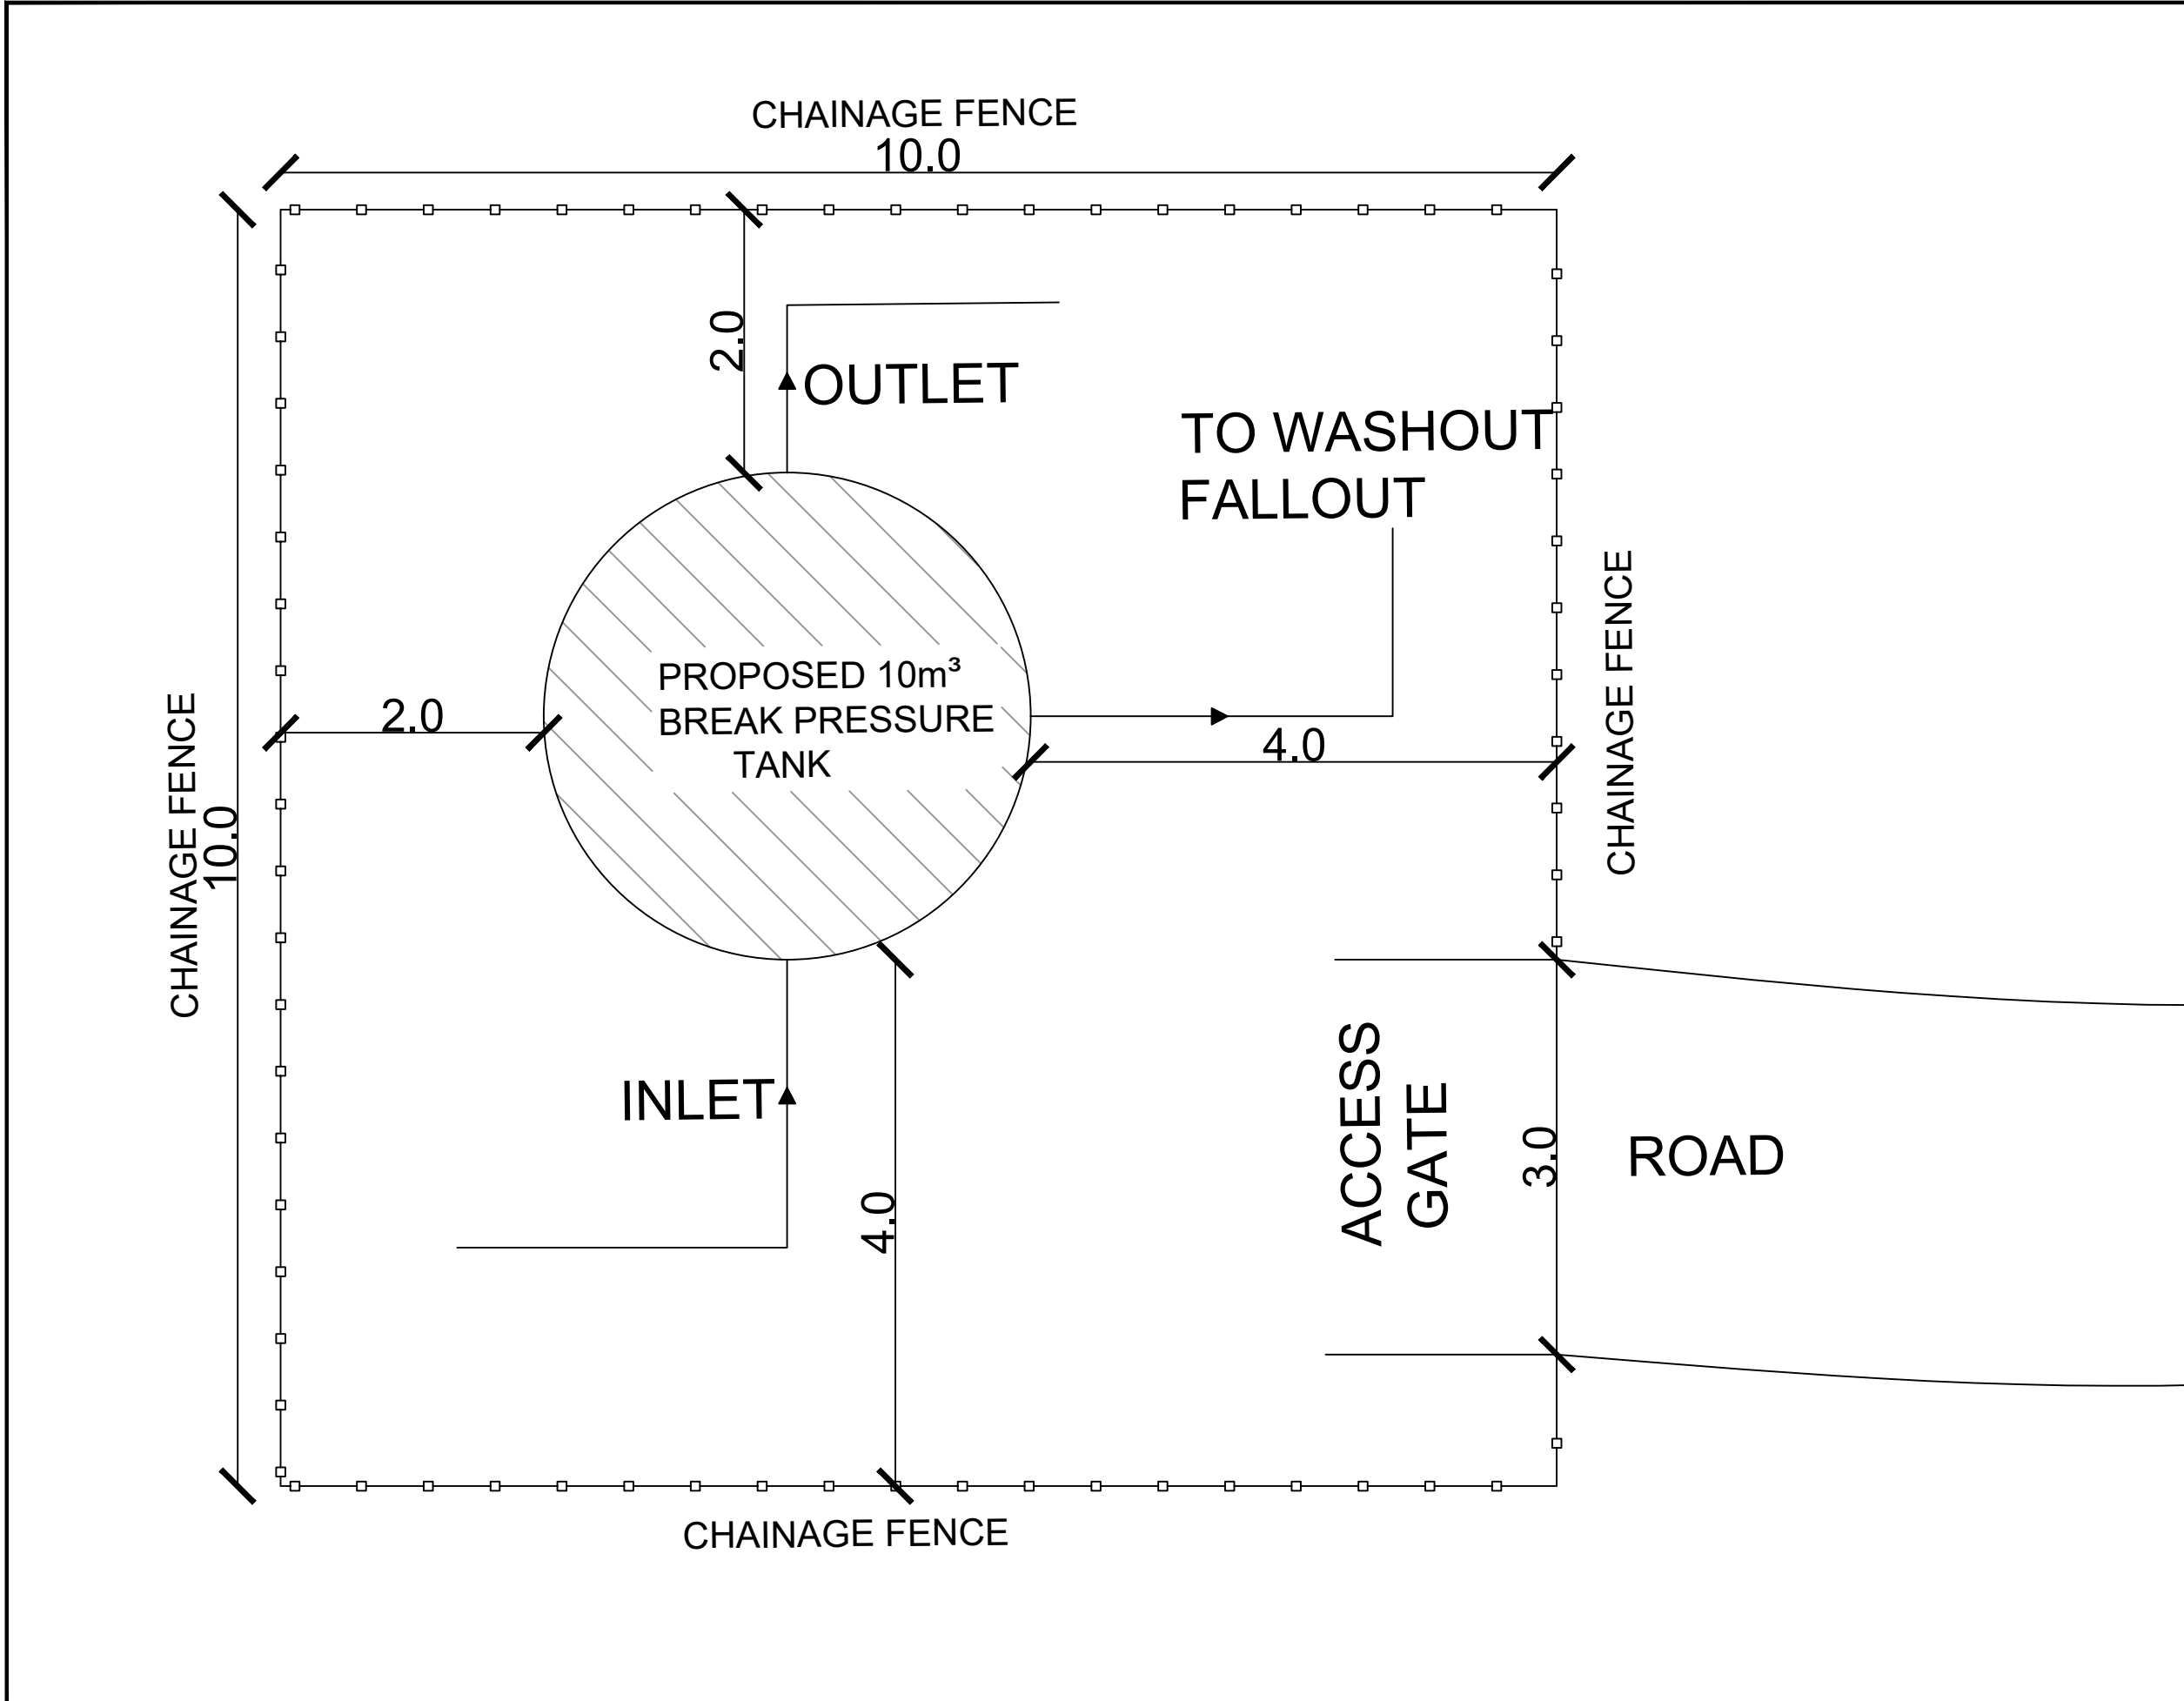 CHAINAGE FENCE
10.0
2.0
OUTLET
TO WASHOUT
FALLOUT
CHAINAGE FENCE
PROPOSED 10m³
BREAK PRESSURE
TANK
2.0
4.0
CHAINAGE FENCE
10.0
INLET
4.0
ACCESS
GATE
3.0
ROAD
CHAINAGE FENCE